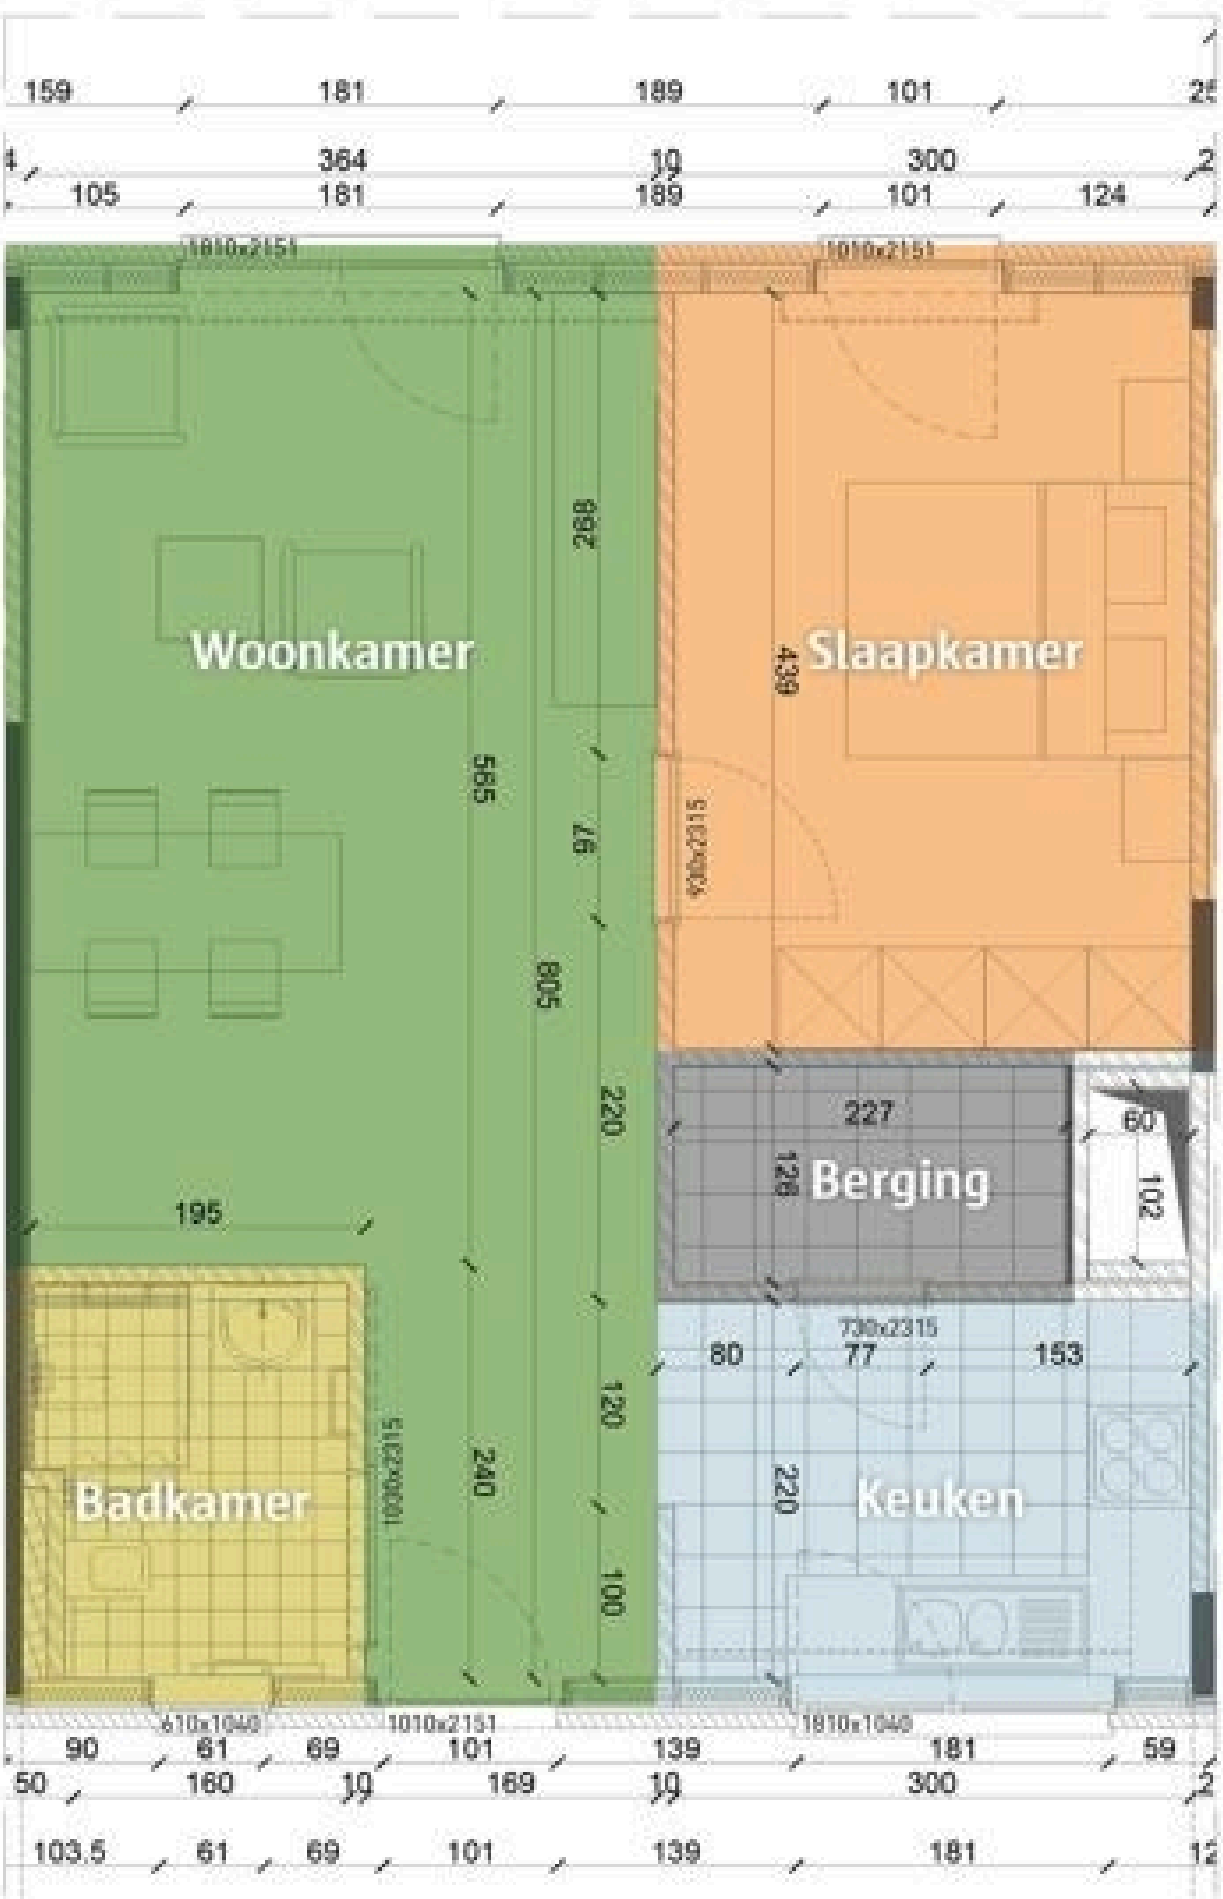 159 181 189 101
364 10 300
105 181 189 101 124
1810x2151 1010x2151
268
Woonkamer Slaapkamer
439
565
97
900x2315
805
220
227 60
128 Berging 102
195
730x2315
80 77 153
120
1000x2315
240 220
Badkamer Keuken
100
610x1040 1010x2151 1810x1040
90 61 69 101 139 181 59
50 160 10 169 10 300
103.5 61 69 101 139 181